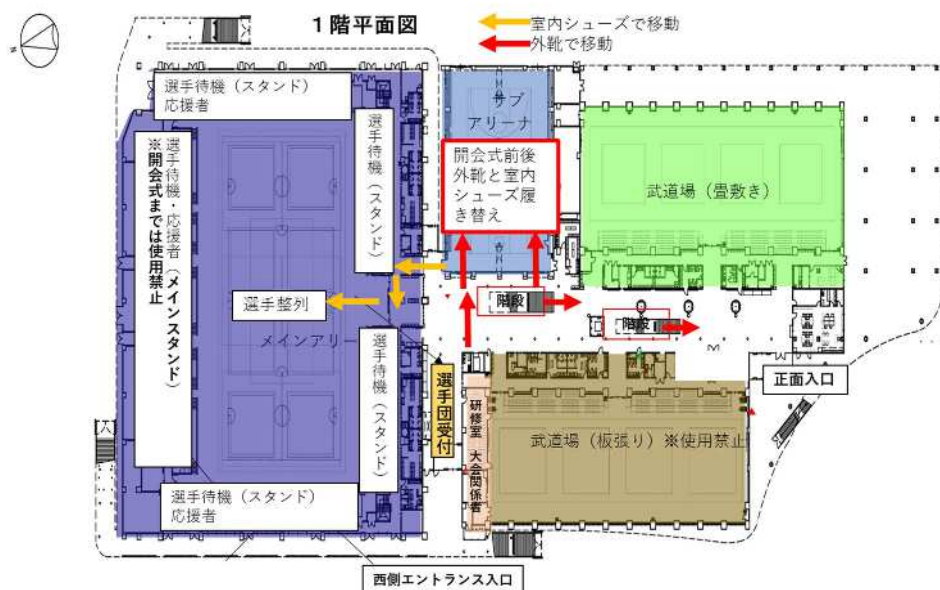 1階平面図
室内シューズで移動
外靴で移動
N
選手待機（スタンド）
応援者
選手待機・応援者（メインスタンド）
※開会式までは使用禁止
選手待機（スタンド）
サブ
アリーナ
開会式前後
外靴と室内
シューズ履
き替え
武道場（畳敷き）
選手整列
メインアリー
階段
階段
選手待機（スタンド）
選手団受付
研修室　大会関係者
武道場（板張り）※使用禁止
正面入口
選手待機（スタンド）
応援者
西側エントランス入口